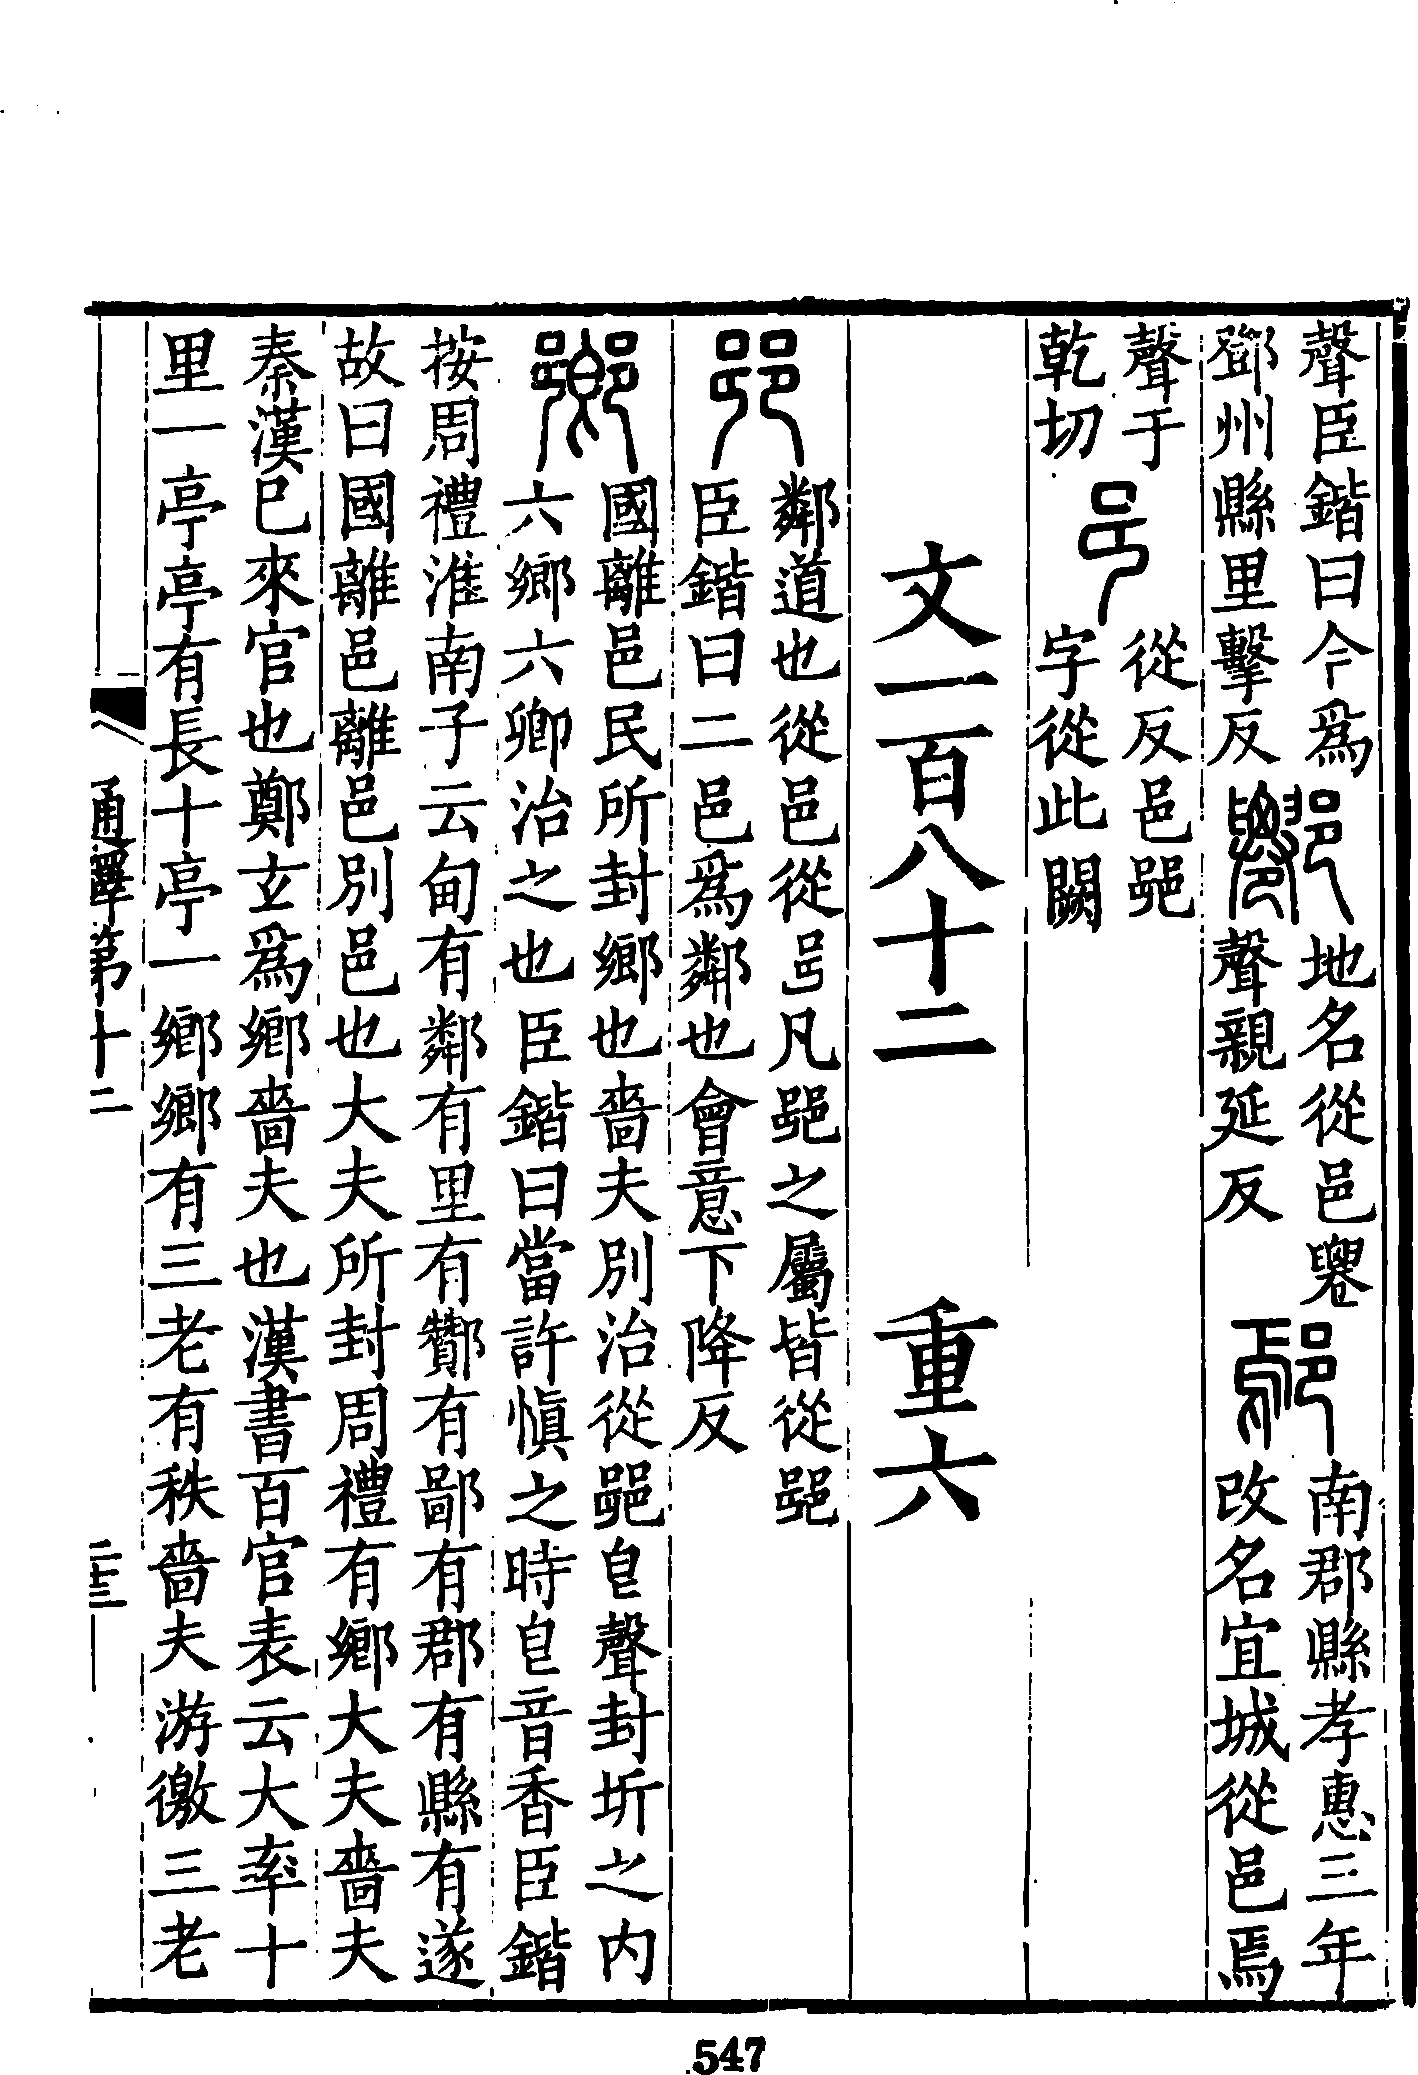 聲臣鍇曰今爲
鄧州縣里擊反
地名從邑䙴
聲親延反
鄢
南郡縣孝惠三年
改名宜城從邑焉
聲于
乾切
𨙨
從反邑𨛜
字從此闕
文一百八十二　重六
𨛜
鄰道也從邑從𨙨凡𨛜之屬皆從𨛜
臣鍇曰二邑爲鄰也會意下降反
鄉
國離邑民所封鄉也嗇夫別治從𨛜皀聲封圻之内
六鄉六卿治之也臣鍇曰當許慎之時皀音香臣鍇
按周禮淮南子云甸有鄰有里有酇有鄙有郡有縣有遂
故曰國離邑離邑別邑也大夫所封周禮有鄉大夫嗇夫
秦漢已來官也鄭玄爲鄉嗇夫也漢書百官表云大率十
里一亭亭有長十亭一鄉鄉有三老有秩嗇夫游徼三老
通釋第十二
二十三
547